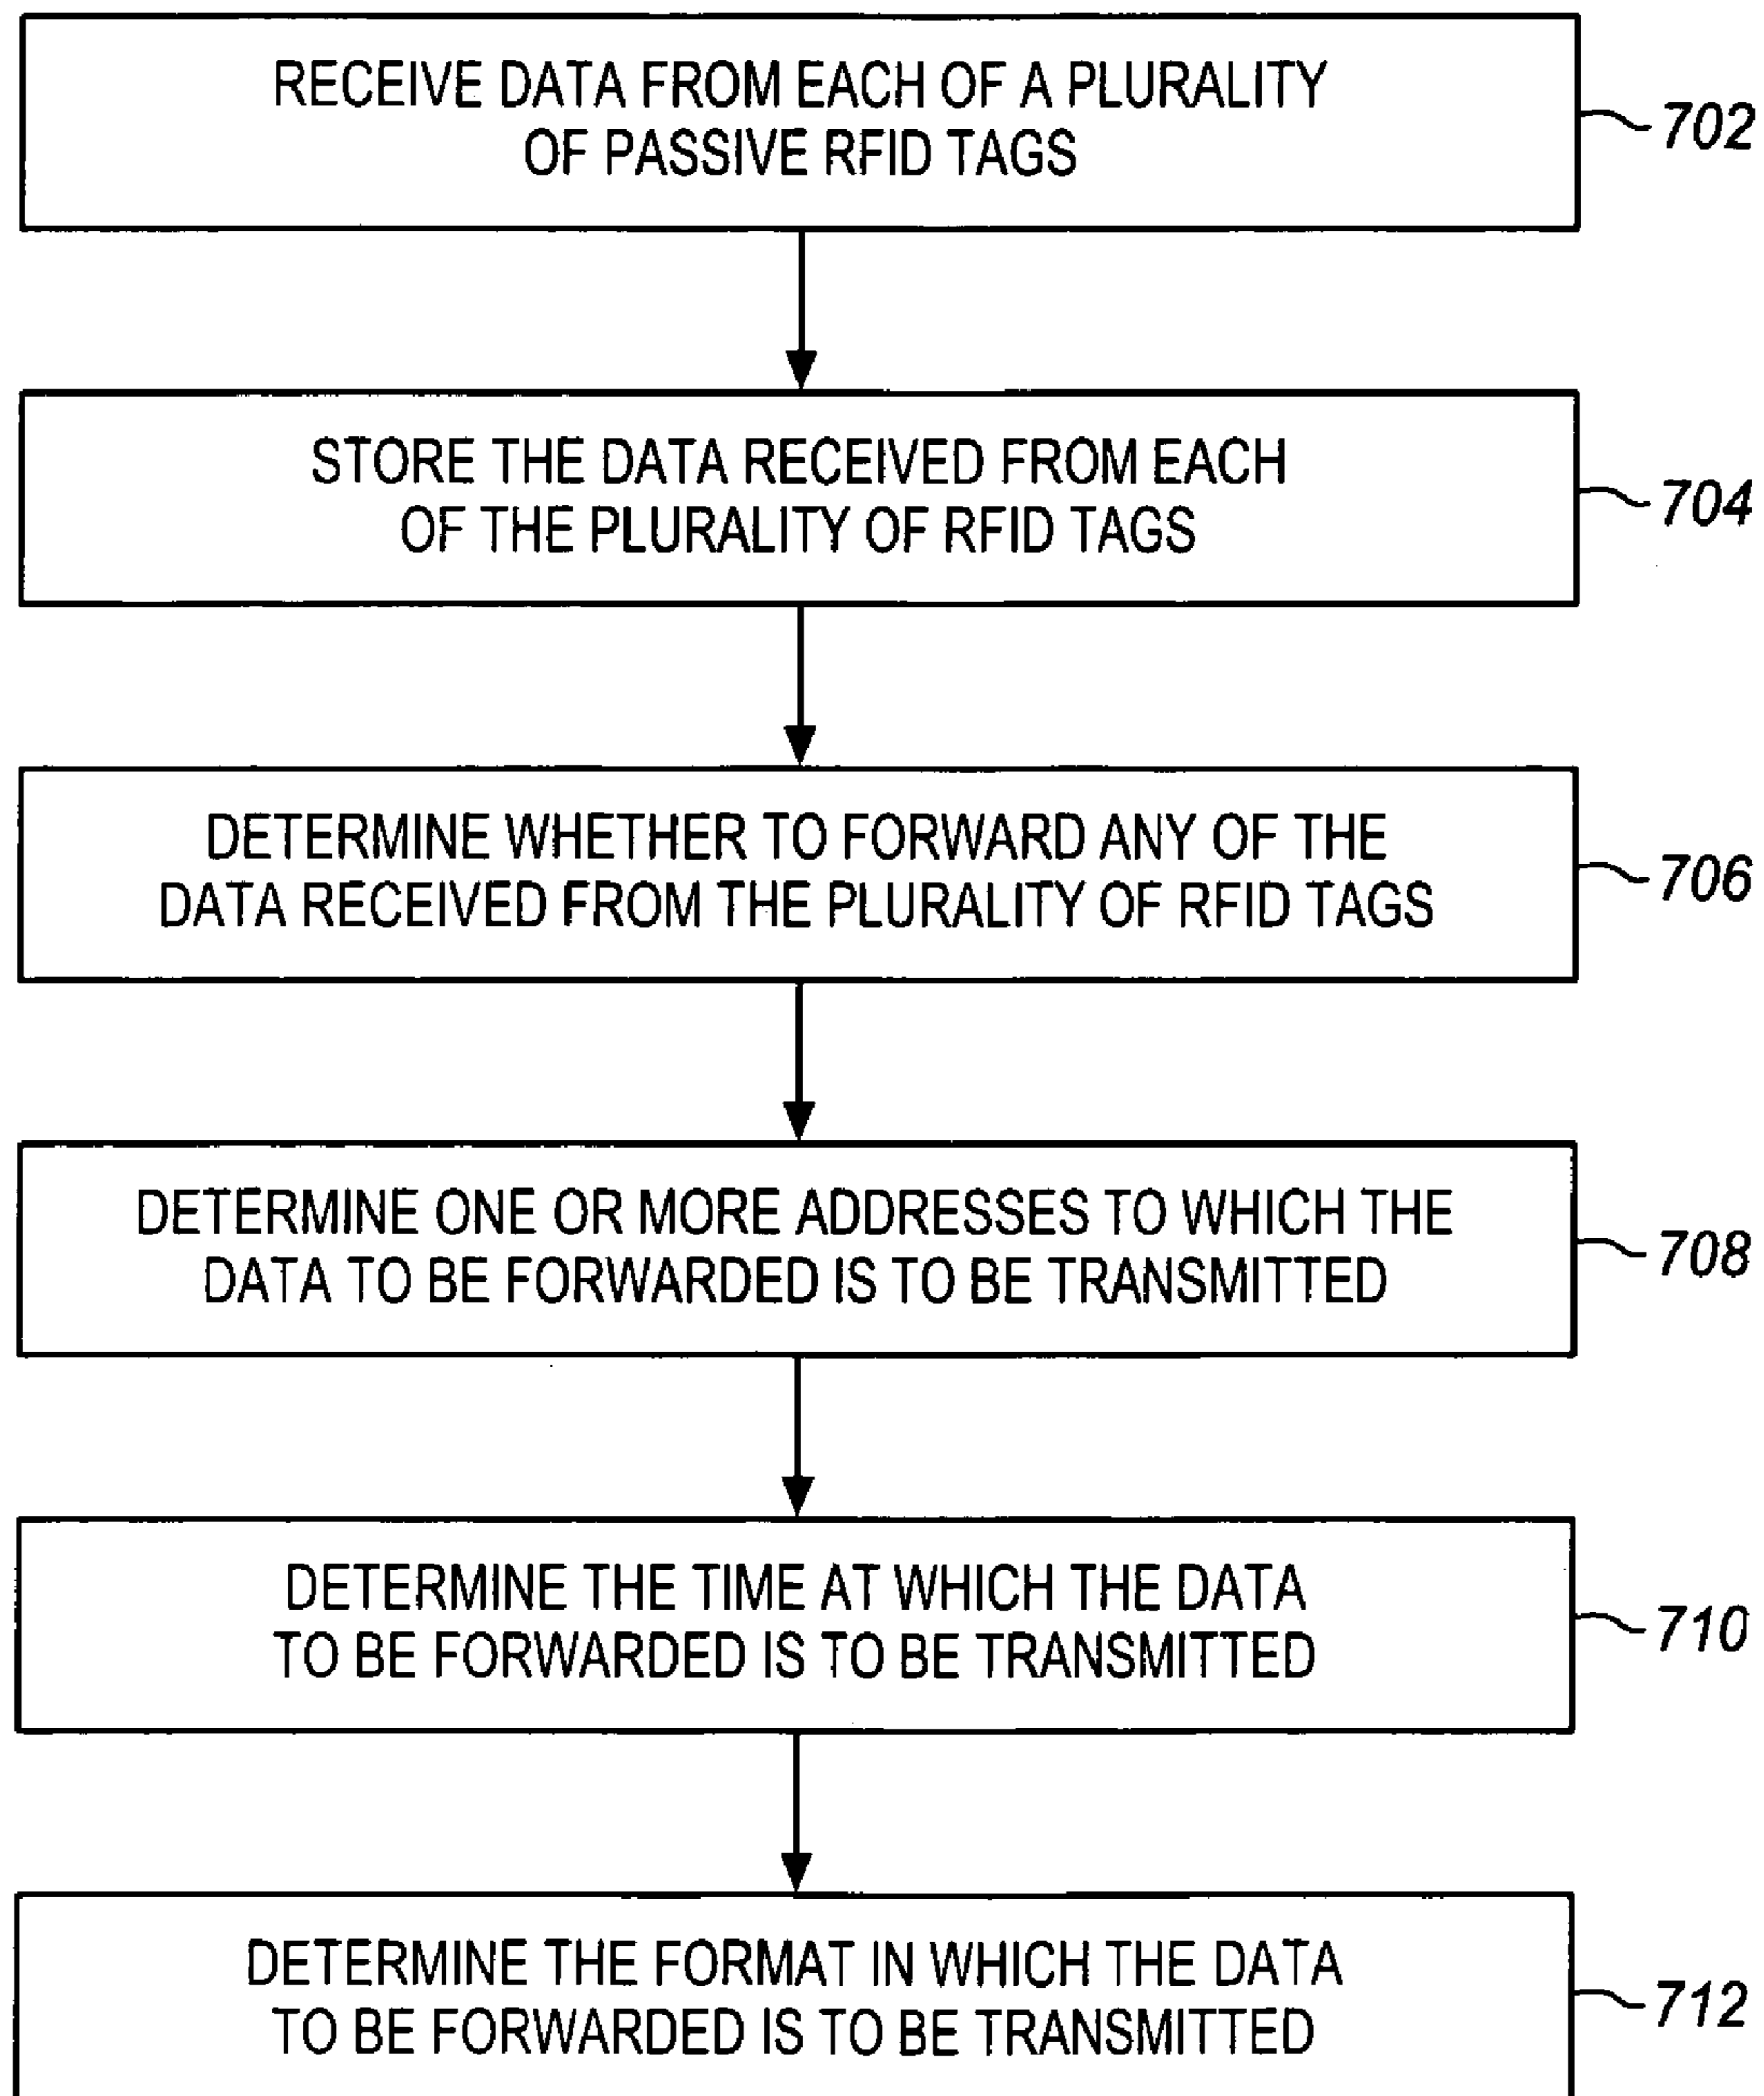 RECEIVE DATA FROM EACH OF A PLURALITY
OF PASSIVE RFID TAGS
702
STORE THE DATA RECEIVED FROM EACH
OF THE PLURALITY OF RFID TAGS
704
DETERMINE WHETHER TO FORWARD ANY OF THE
DATA RECEIVED FROM THE PLURALITY OF RFID TAGS
706
DETERMINE ONE OR MORE ADDRESSES TO WHICH THE
DATA TO BE FORWARDED IS TO BE TRANSMITTED
708
DETERMINE THE TIME AT WHICH THE DATA
TO BE FORWARDED IS TO BE TRANSMITTED
710
DETERMINE THE FORMAT IN WHICH THE DATA
TO BE FORWARDED IS TO BE TRANSMITTED
712